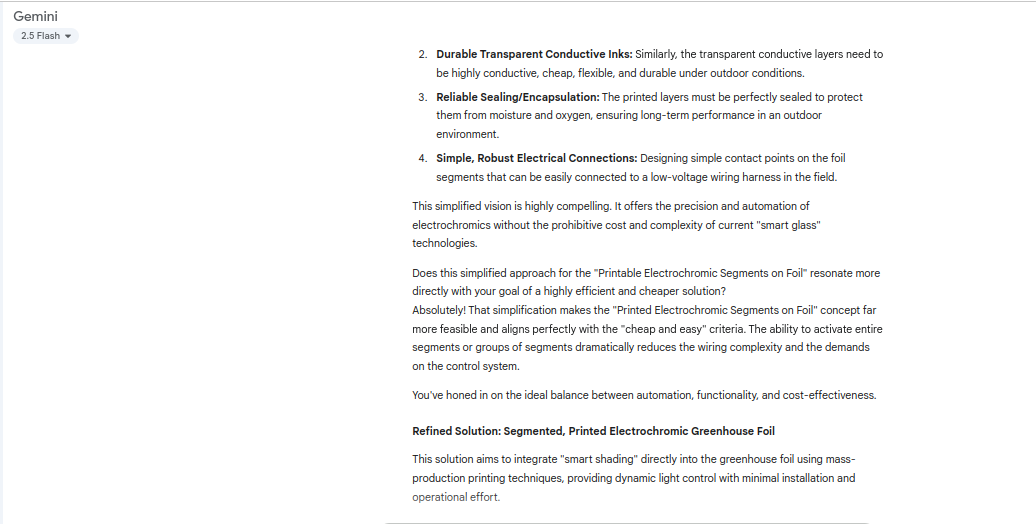 Gemini
2.5 Flash
2. Durable Transparent Conductive Inks: Similarly, the transparent conductive layers need to
be highly conductive, cheap, flexible, and durable under outdoor conditions.
3. Reliable Sealing/Encapsulation: The printed layers must be perfectly sealed to protect
them from moisture and oxygen, ensuring long-term performance in an outdoor
environment.
4. Simple, Robust Electrical Connections: Designing simple contact points on the foil
segments that can be easily connected to a low-voltage wiring harness in the field.
This simplified vision is highly compelling. It offers the precision and automation of
electrochromics without the prohibitive cost and complexity of current "smart glass"
technologies.
Does this simplified approach for the "Printable Electrochromic Segments on Foil" resonate more
directly with your goal of a highly efficient and cheaper solution?
Absolutely! That simplification makes the "Printed Electrochromic Segments on Foil" concept far
more feasible and aligns perfectly with the "cheap and easy" criteria. The ability to activate entire
segments or groups of segments dramatically reduces the wiring complexity and the demands
on the control system.
You've honed in on the ideal balance between automation, functionality, and cost-effectiveness.
Refined Solution: Segmented, Printed Electrochromic Greenhouse Foil
This solution aims to integrate "smart shading" directly into the greenhouse foil using mass-
production printing techniques, providing dynamic light control with minimal installation and
operational effort.